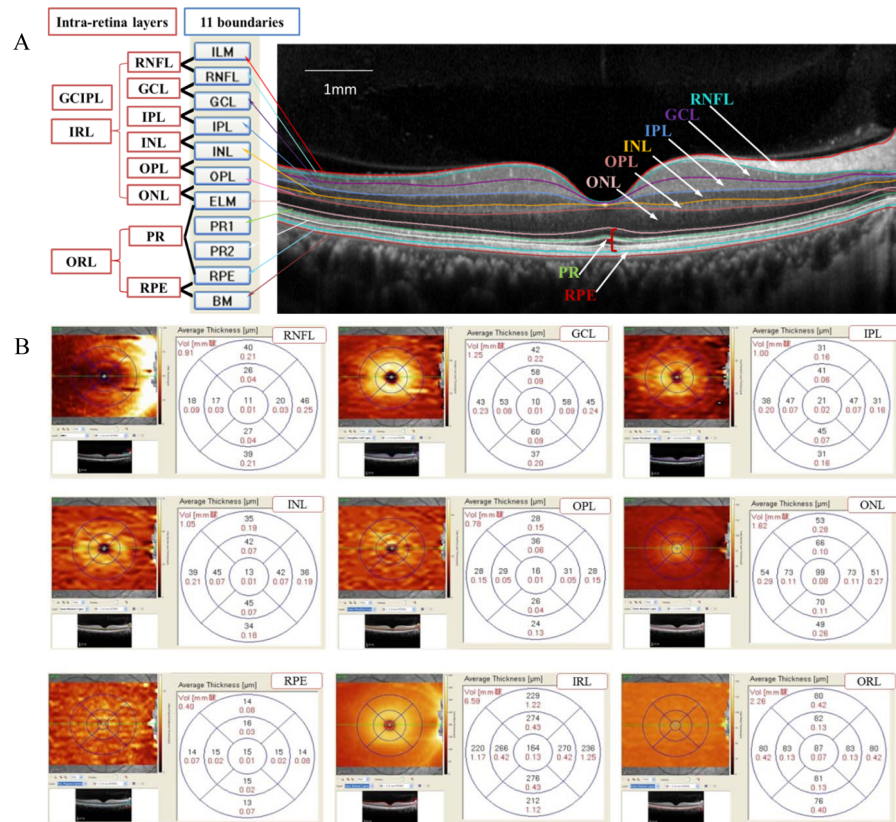 Intra-retina layers
11 boundaries
A
RNFL
GCL
IPL
INL
OPL
ONL
PR
RPE
GCIPL
IRL
ORL
ILM
RNFL
GCL
IPL
INL
OPL
ELM
PR1
PR2
RPE
BM
1mm
RNFL
GCL
IPL
INL
OPL
ONL
PR
RPE
B
Average Thickness [µm]
RNFL
Vol [mm
0.91
40
0.21
26
0.04
18 17 11 20 46
0.09 0.03 0.01 0.03 0.25
27
0.04
39
0.21
Average Thickness [µm]
GCL
Vol [mm
1.25
42
0.22
58
0.09
43 53 10 58 45
0.23 0.08 0.01 0.09 0.24
60
0.09
37
0.20
Average Thickness [µm]
IPL
Vol [mm
1.00
31
0.16
41
0.06
38 47 21 47 31
0.20 0.07 0.02 0.07 0.16
45
0.07
31
0.16
Average Thickness [µm]
INL
Vol [mm
1.05
35
0.19
42
0.07
39 45 13 42 36
0.21 0.07 0.01 0.07 0.19
45
0.07
34
0.18
Average Thickness [µm]
OPL
Vol [mm
0.78
28
0.15
36
0.06
28 29 16 31 28
0.15 0.05 0.01 0.05 0.15
26
0.04
24
0.13
Average Thickness [µm]
ONL
Vol [mm
1.62
53
0.28
66
0.10
54 73 99 73 51
0.29 0.11 0.08 0.11 0.27
70
0.11
49
0.26
Average Thickness [µm]
RPE
Vol [mm
0.40
14
0.08
16
0.03
14 15 15 15 14
0.07 0.02 0.01 0.02 0.08
15
0.02
13
0.07
Average Thickness [µm]
IRL
Vol [mm
6.59
229
1.22
274
0.43
220 266 164 270 236
1.17 0.42 0.13 0.42 1.25
276
0.43
212
1.12
Average Thickness [µm]
ORL
Vol [mm
2.26
80
0.42
82
0.13
80 83 87 83 80
0.42 0.13 0.07 0.13 0.42
81
0.13
76
0.40